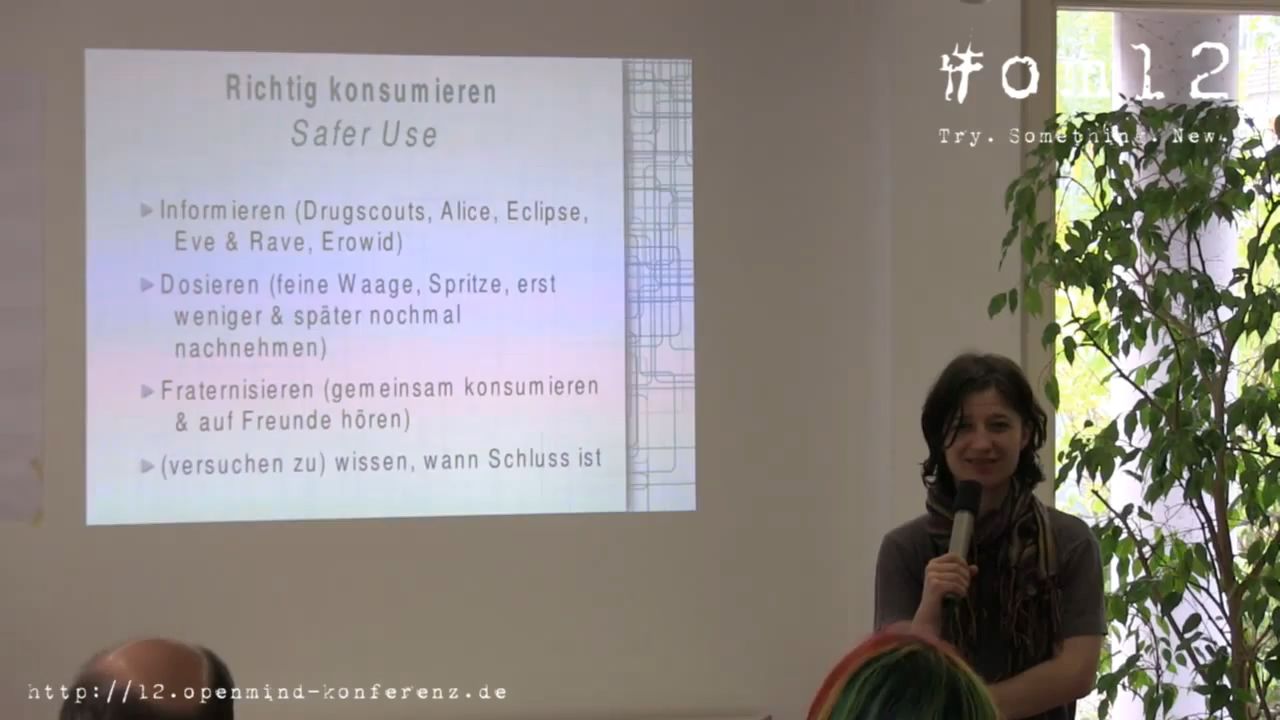 Richtig konsumieren
Safer Use
Informieren (Drugscouts, Alice, Eclipse,
Eve & Rave, Erowid)
Dosieren (feine Waage, Spritze, erst
weniger & später nochmal
nachnehmen)
Fraternisieren (gemeinsam konsumieren
& auf Freunde hören)
(versuchen zu) wissen, wann Schluss ist
#om12
Try. Something. New.
http://12.openmind-konferenz.de